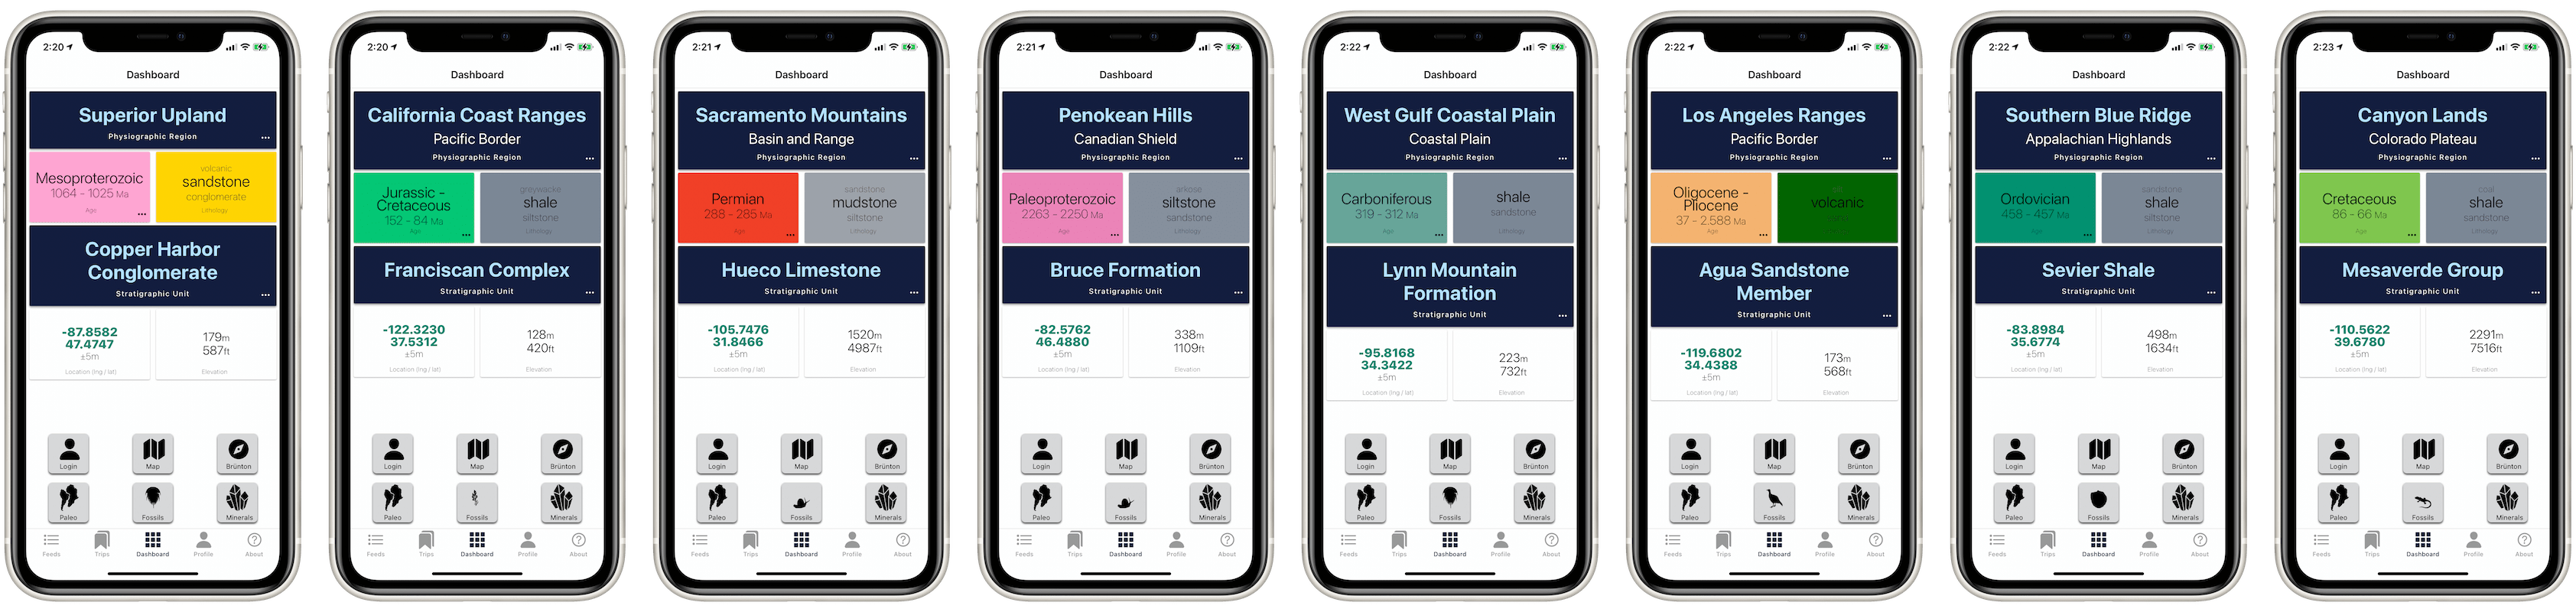 2:20
Dashboard
Superior Upland
Physiographic Region
Mesoproterozoic
1064 - 1025 Ma
Age
volcanic
sandstone
conglomerate
Lithology
Copper Harbor
Conglomerate
Stratigraphic Unit
-87.8582
47.4747
±5m
Location (lng / lat)
179m
587ft
Elevation
Login
Map
Brünton
Paleo
Fossils
Minerals
Feeds
Trips
Dashboard
Profile
About
2:20
Dashboard
California Coast Ranges
Pacific Border
Physiographic Region
Jurassic -
Cretaceous
152 - 84 Ma
Age
greywacke
shale
siltstone
Lithology
Franciscan Complex
Stratigraphic Unit
-122.3230
37.5312
±5m
Location (lng / lat)
128m
420ft
Elevation
Login
Map
Brünton
Paleo
Fossils
Minerals
Feeds
Trips
Dashboard
Profile
About
2:21
Dashboard
Sacramento Mountains
Basin and Range
Physiographic Region
Permian
288 - 285 Ma
Age
sandstone
mudstone
siltstone
Lithology
Hueco Limestone
Stratigraphic Unit
-105.7476
31.8466
±5m
Location (lng / lat)
1520m
4987ft
Elevation
Login
Map
Brünton
Paleo
Fossils
Minerals
Feeds
Trips
Dashboard
Profile
About
2:21
Dashboard
Penokean Hills
Canadian Shield
Physiographic Region
Paleoproterozoic
2263 - 2250 Ma
Age
arkose
siltstone
sandstone
Lithology
Bruce Formation
Stratigraphic Unit
-82.5762
46.4880
±5m
Location (lng / lat)
338m
1109ft
Elevation
Login
Map
Brünton
Paleo
Fossils
Minerals
Feeds
Trips
Dashboard
Profile
About
2:22
Dashboard
West Gulf Coastal Plain
Coastal Plain
Physiographic Region
Carboniferous
319 - 312 Ma
Age
shale
sandstone
Lithology
Lynn Mountain
Formation
Stratigraphic Unit
-95.8168
34.3422
±5m
Location (lng / lat)
223m
732ft
Elevation
Login
Map
Brünton
Paleo
Fossils
Minerals
Feeds
Trips
Dashboard
Profile
About
2:22
Dashboard
Los Angeles Ranges
Pacific Border
Physiographic Region
Oligocene -
Pliocene
37 - 2.588 Ma
Age
volcanic
Agua Sandstone
Member
Stratigraphic Unit
-119.6802
34.4388
±5m
Location (lng / lat)
173m
568ft
Elevation
Login
Map
Brünton
Paleo
Fossils
Minerals
Feeds
Trips
Dashboard
Profile
About
2:22
Dashboard
Southern Blue Ridge
Appalachian Highlands
Physiographic Region
Ordovician
458 - 457 Ma
Age
sandstone
shale
siltstone
Lithology
Sevier Shale
Stratigraphic Unit
-83.8984
35.6774
±5m
Location (lng / lat)
498m
1634ft
Elevation
Login
Map
Brünton
Paleo
Fossils
Minerals
Feeds
Trips
Dashboard
Profile
About
2:23
Dashboard
Canyon Lands
Colorado Plateau
Physiographic Region
Cretaceous
86 - 66 Ma
Age
coal
shale
sandstone
Lithology
Mesaverde Group
Stratigraphic Unit
-110.5622
39.6780
±5m
Location (lng / lat)
2291m
7516ft
Elevation
Login
Map
Brünton
Paleo
Fossils
Minerals
Feeds
Trips
Dashboard
Profile
About